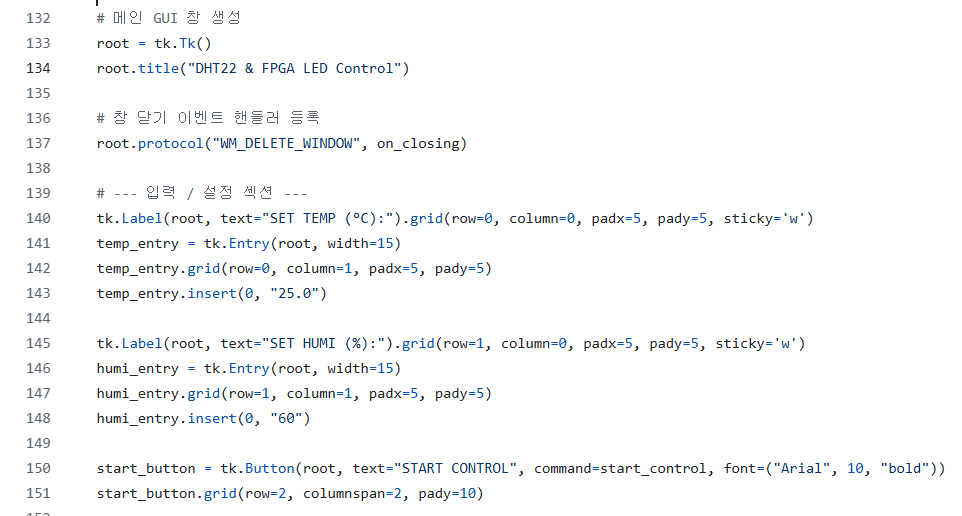 132 # 메인 GUI 창 생성
133 root = tk.Tk()
134 root.title("DHT22 & FPGA LED Control")
135
136 # 창 닫기 이벤트 핸들러 등록
137 root.protocol("WM_DELETE_WINDOW", on_closing)
138
139 # --- 입력 / 설정 섹션 ---
140 tk.Label(root, text="SET TEMP (°C):").grid(row=0, column=0, padx=5, pady=5, sticky='w')
141 temp_entry = tk.Entry(root, width=15)
142 temp_entry.grid(row=0, column=1, padx=5, pady=5)
143 temp_entry.insert(0, "25.0")
144
145 tk.Label(root, text="SET HUMI (%):").grid(row=1, column=0, padx=5, pady=5, sticky='w')
146 humi_entry = tk.Entry(root, width=15)
147 humi_entry.grid(row=1, column=1, padx=5, pady=5)
148 humi_entry.insert(0, "60")
149
150 start_button = tk.Button(root, text="START CONTROL", command=start_control, font=("Arial", 10, "bold"))
151 start_button.grid(row=2, columnspan=2, pady=10)